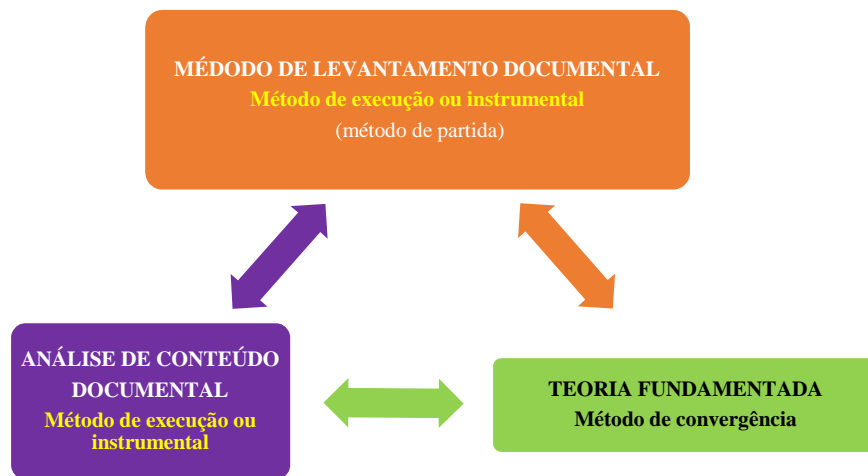 MÉDODO DE LEVANTAMENTO DOCUMENTAL
Método de execução ou instrumental
(método de partida)
ANÁLISE DE CONTEÚDO
DOCUMENTAL
Método de execução ou
instrumental
TEORIA FUNDAMENTADA
Método de convergência